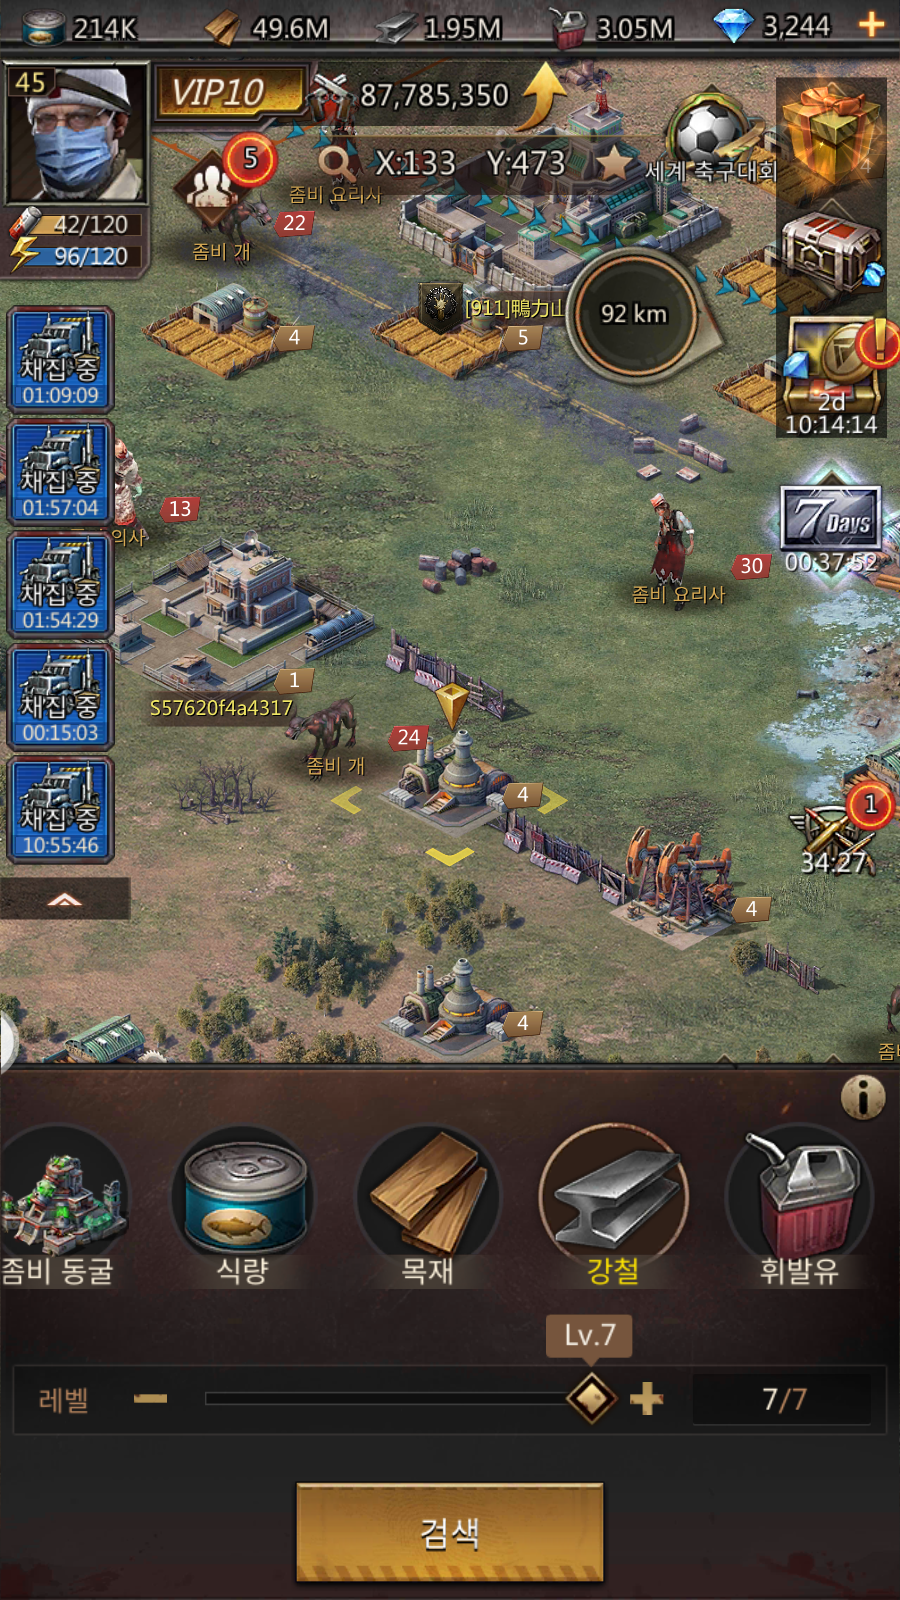 214K 49.6M 1.95M 3.05M 3,244
45 VIP10 87,785,350
5 X:133 Y:473
세계 축구대회
4
42/120
96/120
좀비 요리사
22
좀비 개
[911]鴨力山
92 km
4
5
2d
10:14:14
채집 중
01:09:09
채집 중
01:57:04
13
의사
7 Days
00:37:52
30
좀비 요리사
채집 중
01:54:29
1
S57620f4a4317
채집 중
00:15:03
24
좀비 개
4
채집 중
10:55:46
1
34:27
4
4
좀비 동굴 식량 목재 강철 휘발유
Lv.7
레벨 7/7
검색